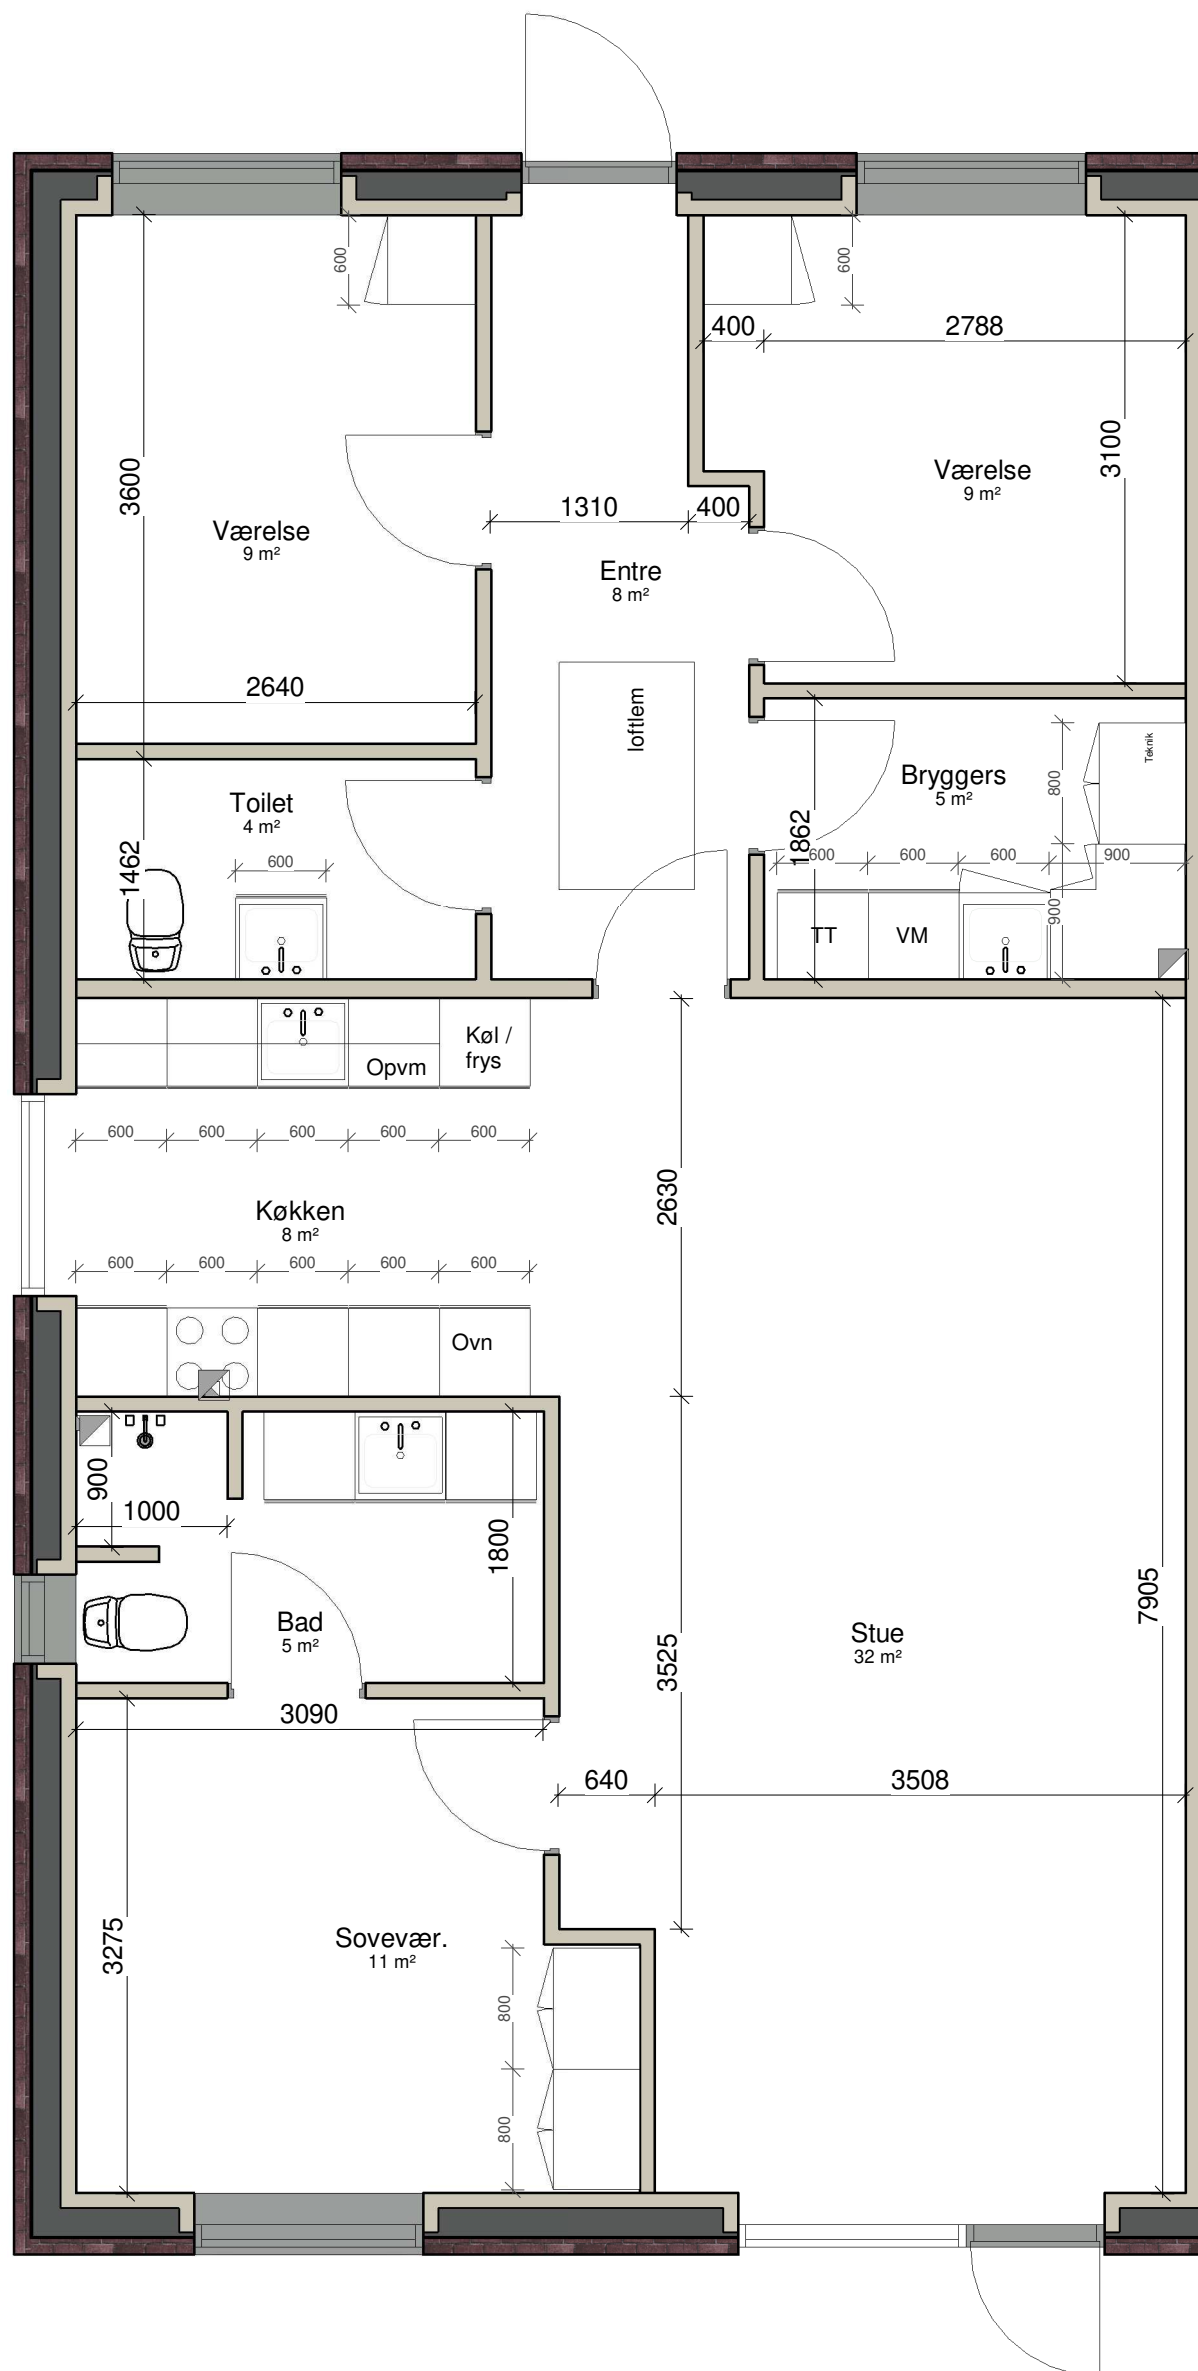 600
600
400
2788
3600
3100
Værelse
9 m²
Værelse
9 m²
1310
400
Entre
8 m²
2640
loftlem
Teknik
800
Bryggers
5 m²
Toilet
4 m²
1462
1862
600
600
600
600
900
900
TT
VM
Køl /
frys
Opvm
600
600
600
600
600
2630
Køkken
8 m²
600
600
600
600
600
Ovn
900
1000
1800
7905
Bad
5 m²
3525
Stue
32 m²
3090
640
3508
3275
Sovevær.
11 m²
800
800